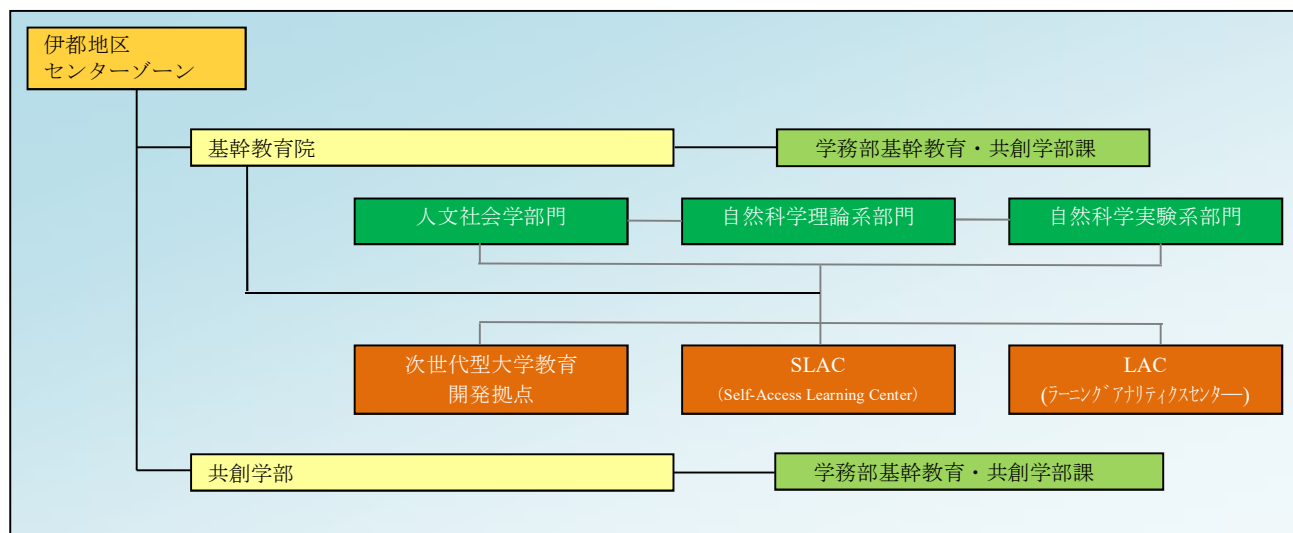 伊都地区
センターゾーン
基幹教育院
学務部基幹教育・共創学部課
人文社会学部門
自然科学理論系部門
自然科学実験系部門
次世代型大学教育
開発拠点
SLAC
(Self-Access Learning Center)
LAC
(ﾗｰﾆﾝｸﾞアナリティクスセンター)
共創学部
学務部基幹教育・共創学部課